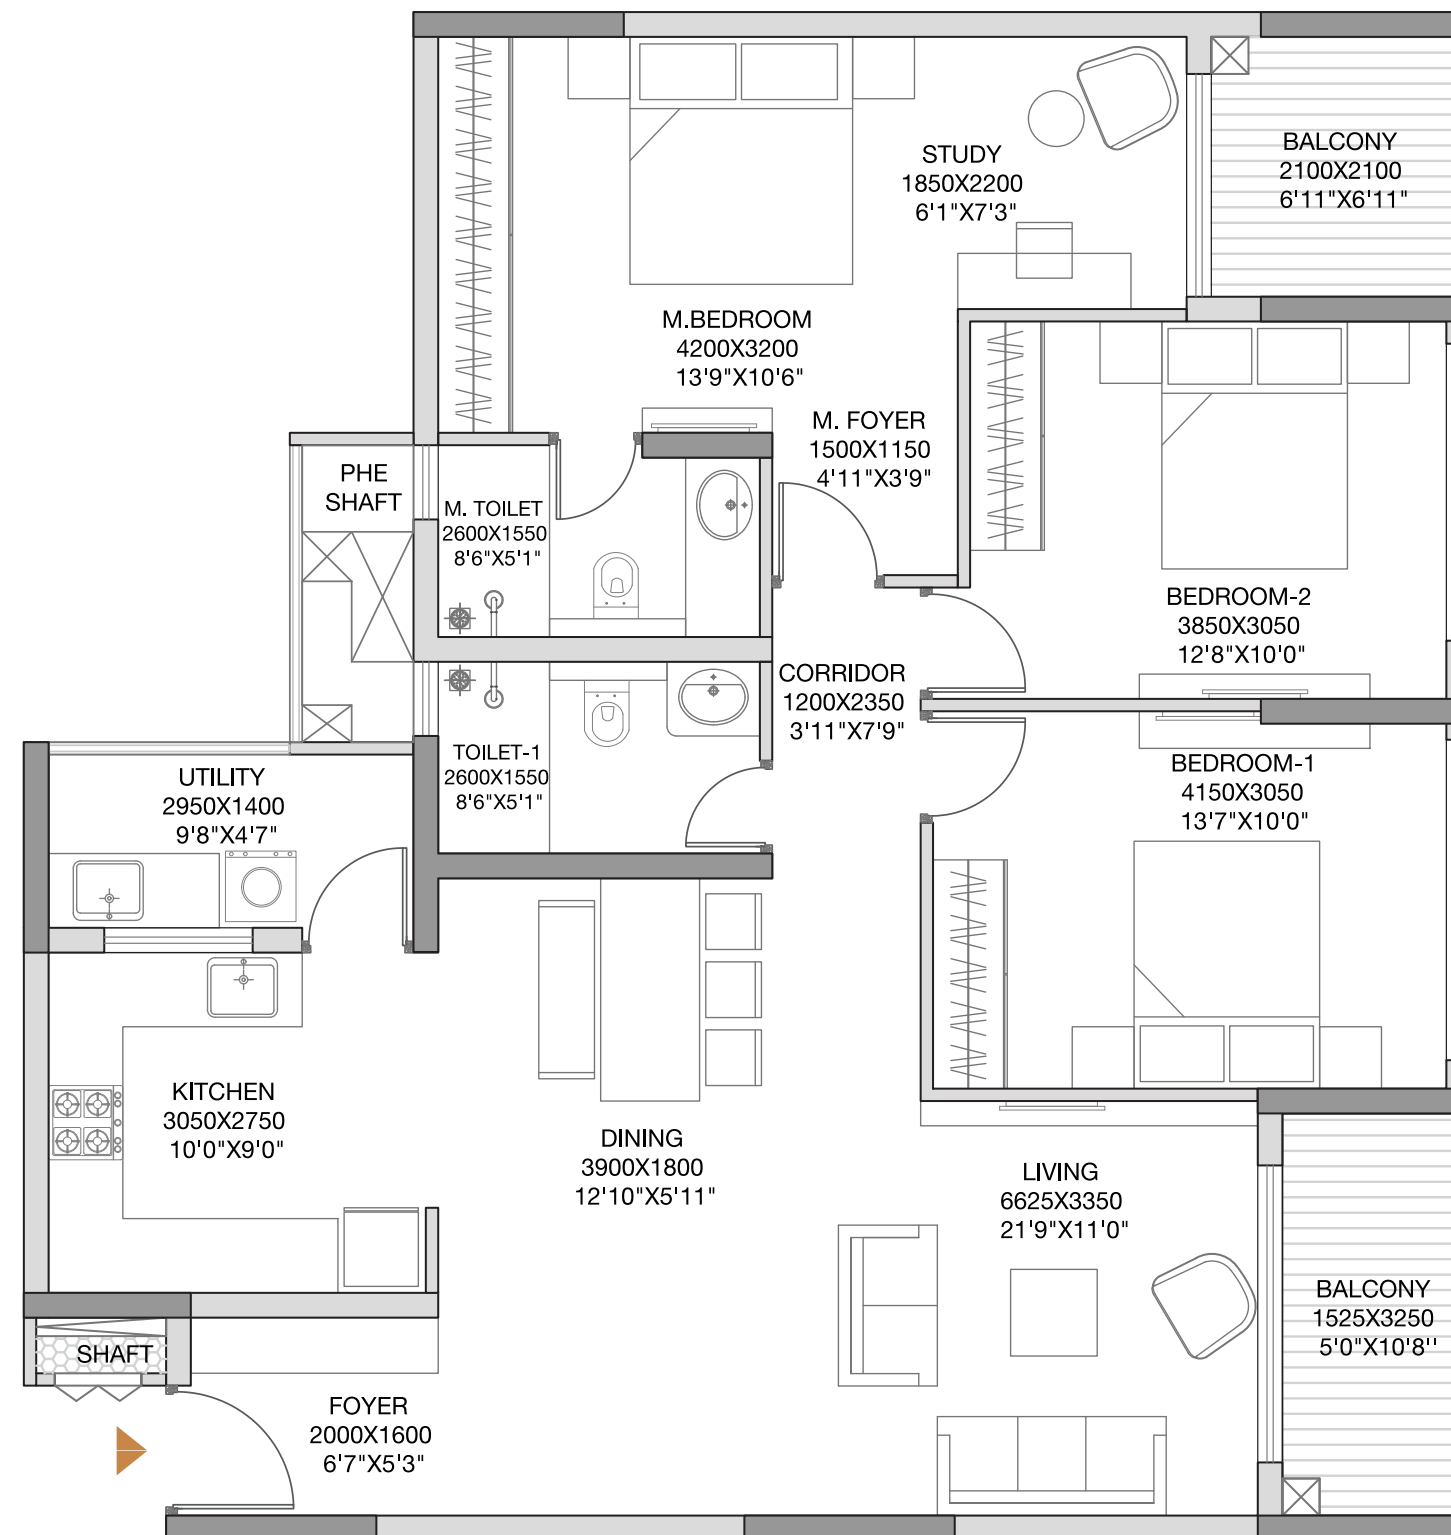 STUDY
1850X2200
6'1"X7'3"
BALCONY
2100X2100
6'11"X6'11"
M.BEDROOM
4200X3200
13'9"X10'6"
M. FOYER
1500X1150
4'11"X3'9"
PHE
SHAFT
M. TOILET
2600X1550
8'6"X5'1"
BEDROOM-2
3850X3050
12'8"X10'0"
CORRIDOR
1200X2350
3'11"X7'9"
TOILET-1
2600X1550
8'6"X5'1"
UTILITY
2950X1400
9'8"X4'7"
BEDROOM-1
4150X3050
13'7"X10'0"
KITCHEN
3050X2750
10'0"X9'0"
DINING
3900X1800
12'10"X5'11"
LIVING
6625X3350
21'9"X11'0"
BALCONY
1525X3250
5'0"X10'8"
SHAFT
FOYER
2000X1600
6'7"X5'3"